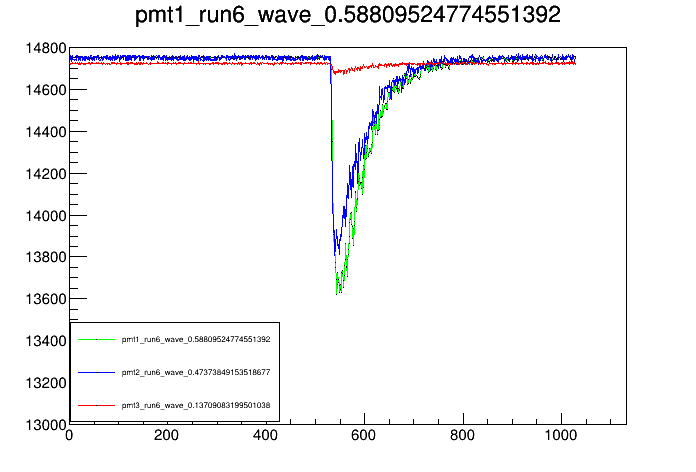 pmt1_run6_wave_0.58809524774551392
14800
14600
14400
14200
14000
13800
13600
13400
13200
13000
pmt1_run6_wave_0.58809524774551392
pmt2_run6_wave_0.47373849153518677
pmt3_run6_wave_0.13709083199501038
0 200 400 600 800 1000